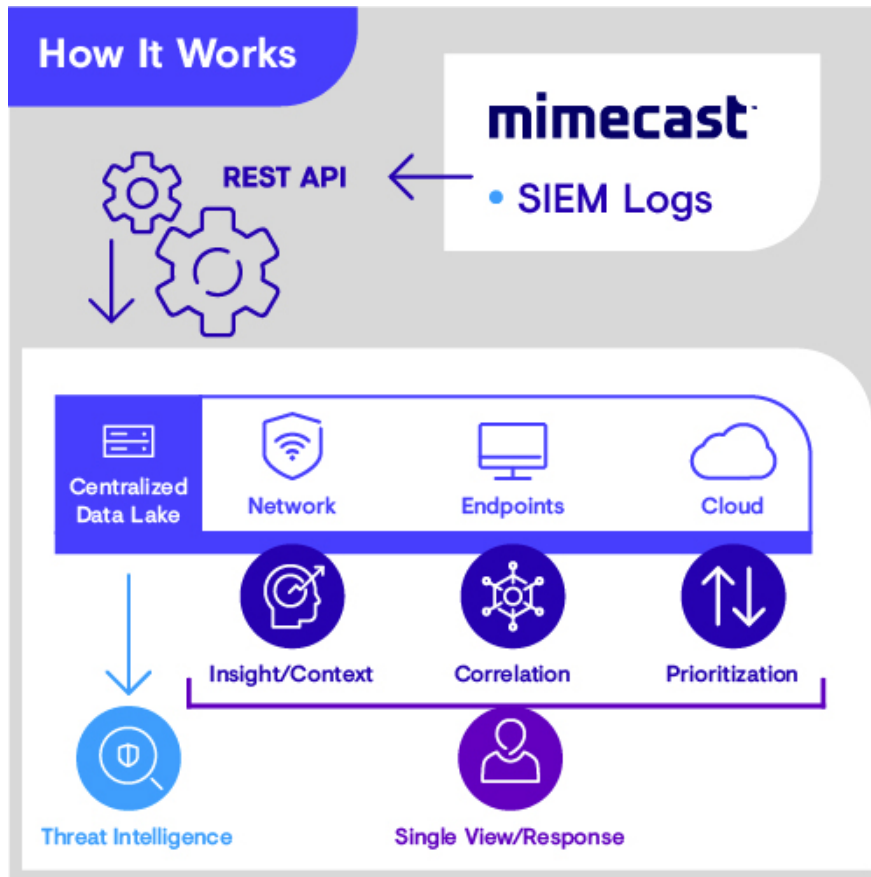 How It Works
mimecast
REST API
• SIEM Logs
Centralized
Data Lake
Network
Endpoints
Cloud
Insight/Context
Correlation
Prioritization
Threat Intelligence
Single View/Response